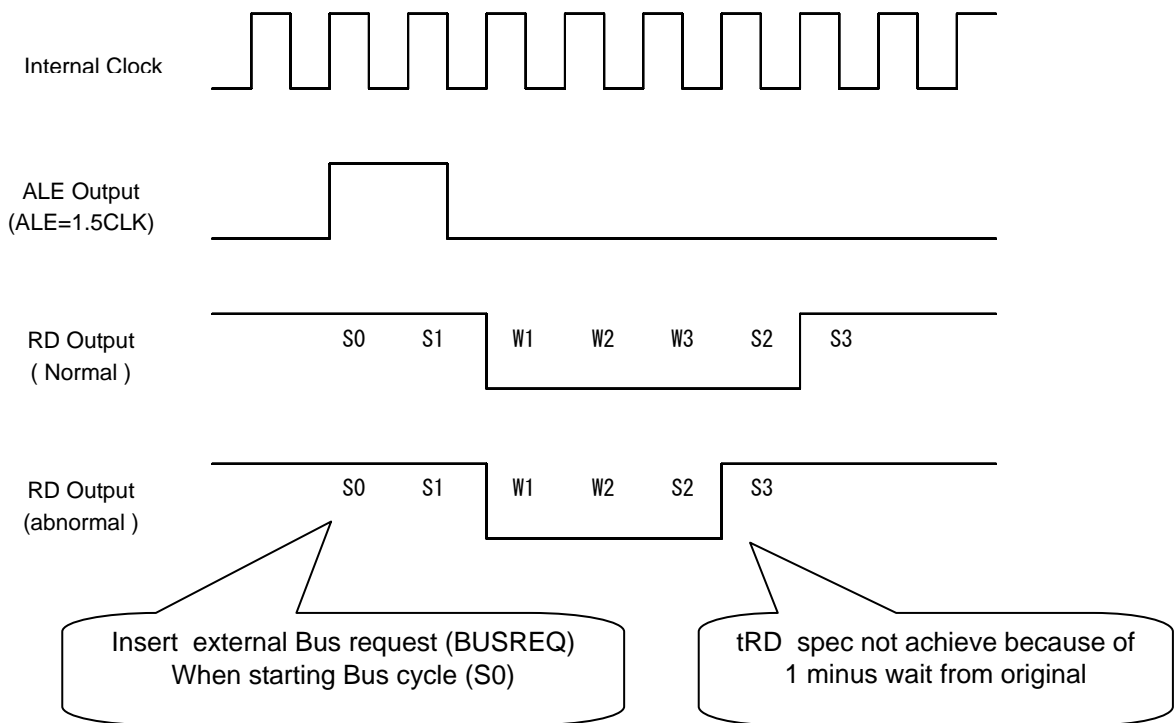 Internal Clock
ALE Output
(ALE=1.5CLK)
RD Output
( Normal )
S0 S1 W1 W2 W3 S2 S3
RD Output
(abnormal )
S0 S1 W1 W2 S2 S3
Insert external Bus request (BUSREQ)
When starting Bus cycle (S0)
tRD spec not achieve because of
1 minus wait from original